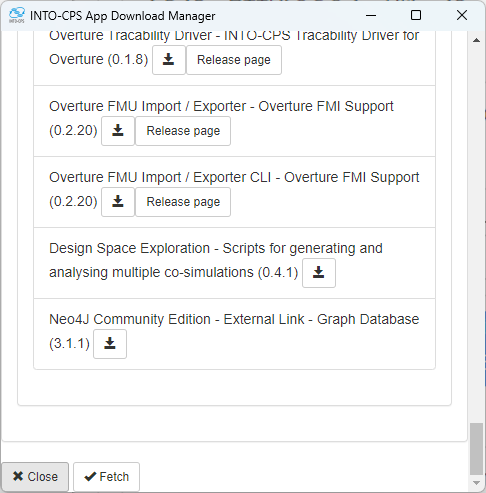 INTO-CPS App Download Manager
Overture Tracability Driver - INTO-CPS Tracability Driver for
Overture (0.1.8) Release page
Overture FMU Import / Exporter - Overture FMI Support
(0.2.20) Release page
Overture FMU Import / Exporter CLI - Overture FMI Support
(0.2.20) Release page
Design Space Exploration - Scripts for generating and
analysing multiple co-simulations (0.4.1)
Neo4J Community Edition - External Link - Graph Database
(3.1.1)
Close Fetch